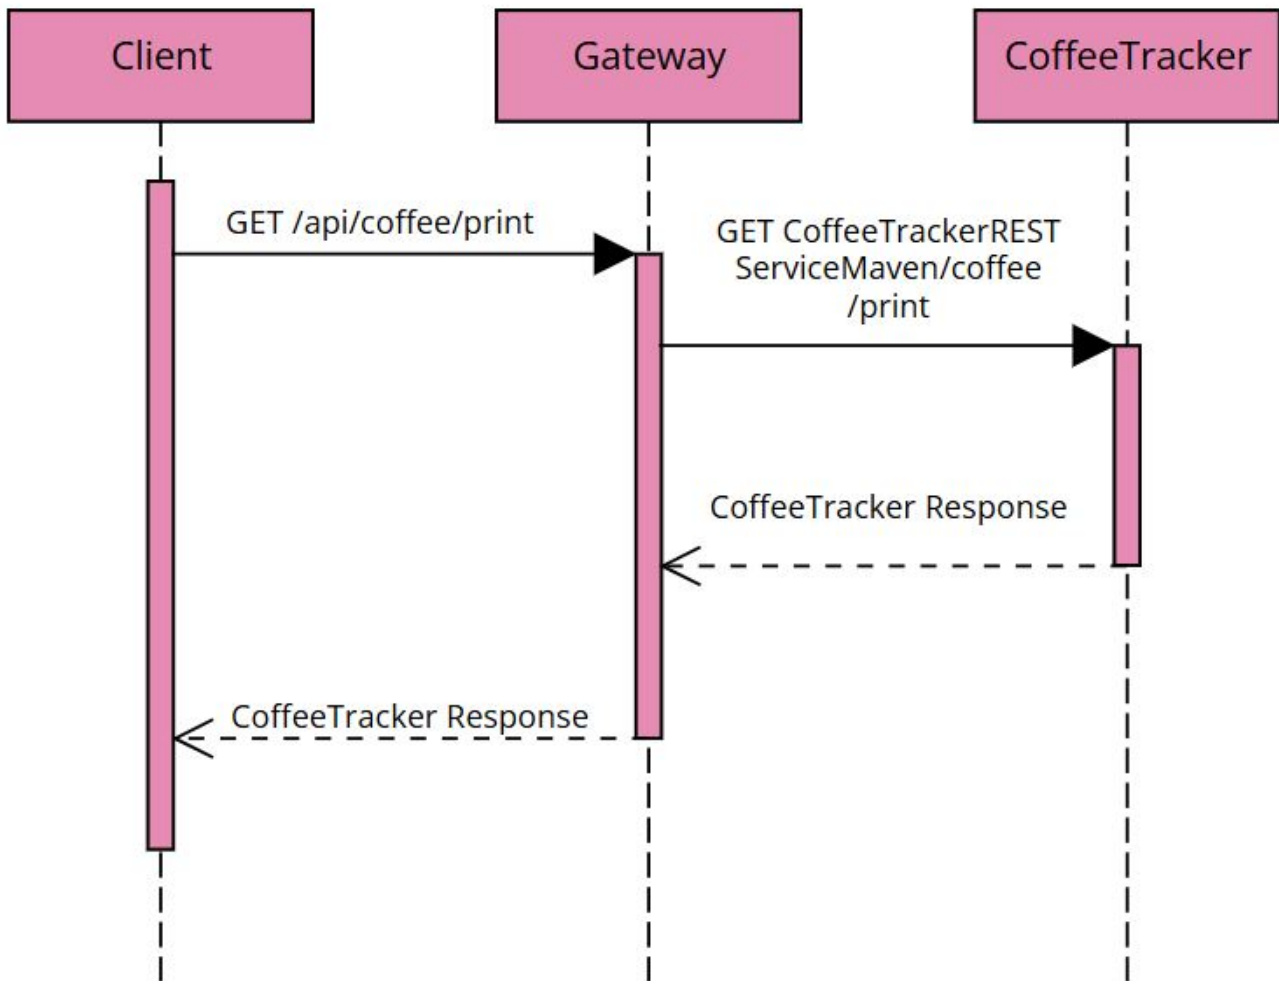 Client
Gateway
CoffeeTracker
GET /api/coffee/print
GET CoffeeTrackerREST
ServiceMaven/coffee
/print
CoffeeTracker Response
CoffeeTracker Response